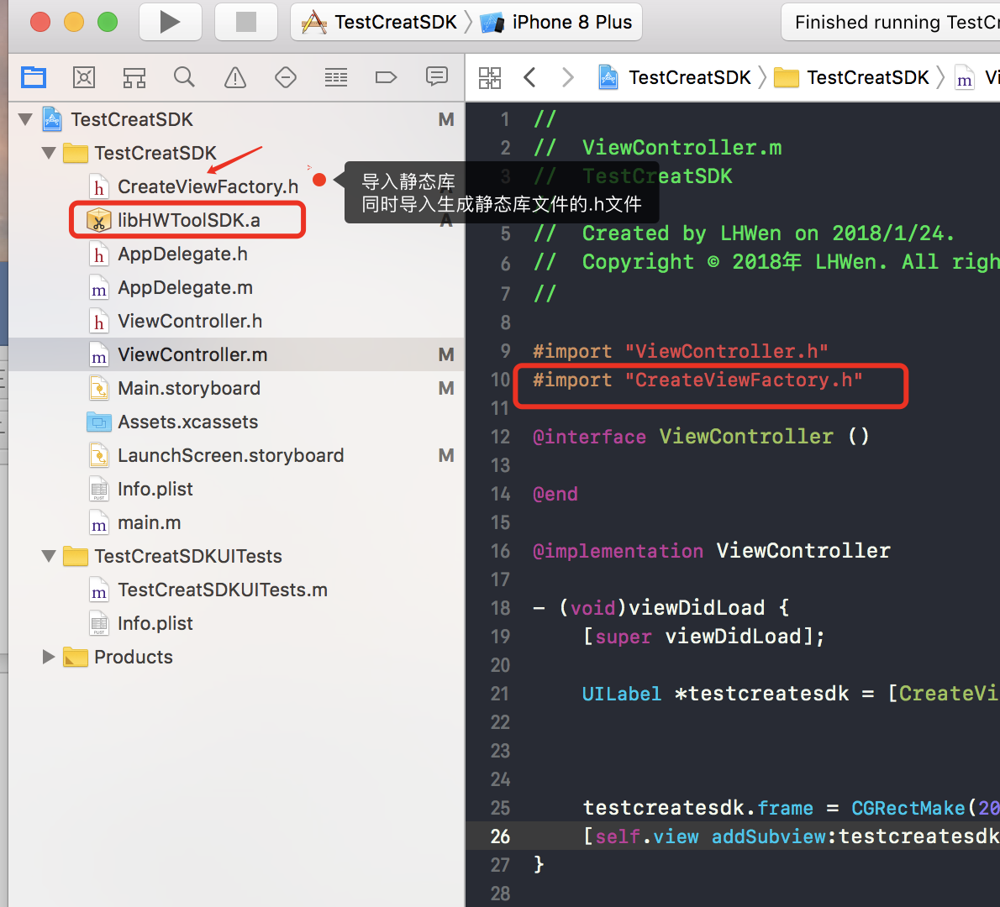 TestCreatSDK
iPhone 8 Plus
Finished running TestCr
TestCreatSDK
TestCreatSDK
m
Vi
TestCreatSDK
M
TestCreatSDK
h
CreateViewFactory.h
libHWToolSDK.a
A
h
AppDelegate.h
m
AppDelegate.m
h
ViewController.h
m
ViewController.m
M
Main.storyboard
M
Assets.xcassets
LaunchScreen.storyboard
M
PLIST
Info.plist
m
main.m
TestCreatSDKUITests
m
TestCreatSDKUITests.m
PLIST
Info.plist
Products
导入静态库
同时导入生成静态库文件的.h文件
1 //
2 //  ViewController.m
3 //  TestCreatSDK
5 //  Created by LHWen on 2018/1/24.
6 //  Copyright © 2018年 LHWen. All righ
7 //
8
9 #import "ViewController.h"
10 #import "CreateViewFactory.h"
11
12 @interface ViewController ()
13
14 @end
15
16 @implementation ViewController
17
18 - (void)viewDidLoad {
19     [super viewDidLoad];
20
21     UILabel *testcreatesdk = [CreateVi
22
23
24
25     testcreatesdk.frame = CGRectMake(20
26     [self.view addSubview:testcreatesdk
27 }
28